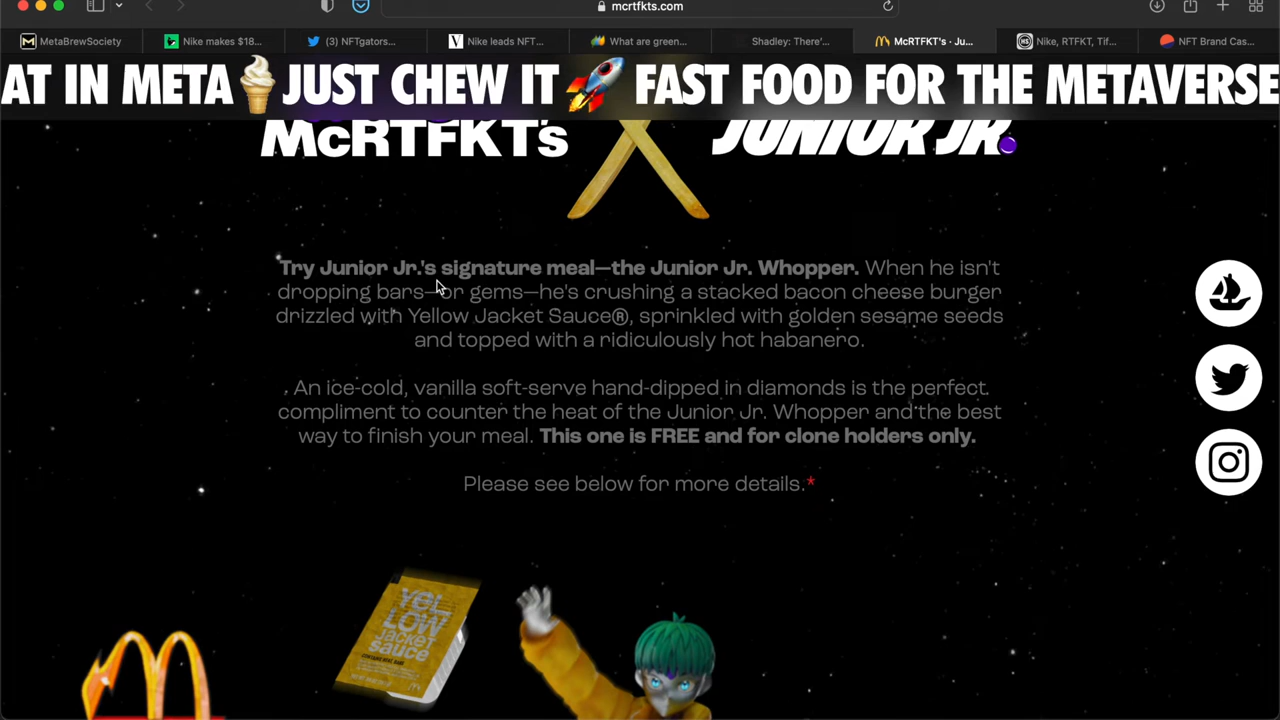 mcrtfkts.com
MetaBrewSociety
Nike makes $18...
(3) NFTgators...
Nike leads NFT...
What are green...
Shadley: There'...
McRTFKT's · Ju...
Nike, RTFKT, Tif...
NFT Brand Cas...
AT IN META JUST CHEW IT FAST FOOD FOR THE METAVERSE
McRTFKT's JUNIOR JR.
Try Junior Jr.'s signature meal—the Junior Jr. Whopper. When he isn't
dropping bars—or gems—he's crushing a stacked bacon cheese burger
drizzled with Yellow Jacket Sauce®, sprinkled with golden sesame seeds
and topped with a ridiculously hot habanero.
An ice-cold, vanilla soft-serve hand-dipped in diamonds is the perfect
compliment to counter the heat of the Junior Jr. Whopper and the best
way to finish your meal. This one is FREE and for clone holders only.
Please see below for more details.*
YEL
LOW
JACKET
sauce